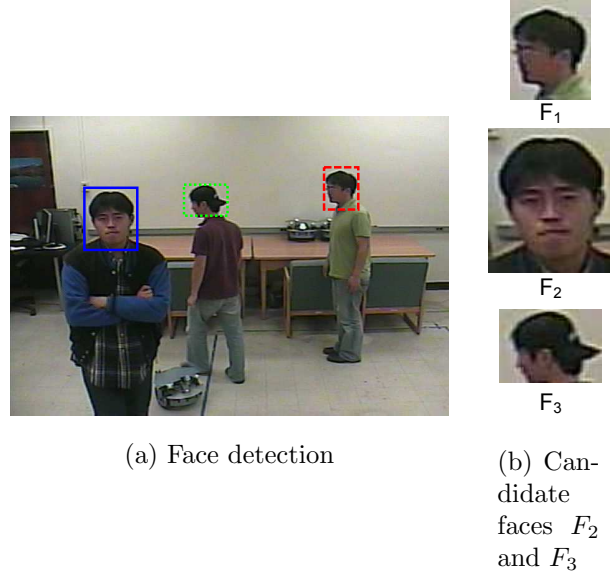 F1
F2
F3
(a) Face detection
(b) Can-
didate
faces F2
and F3